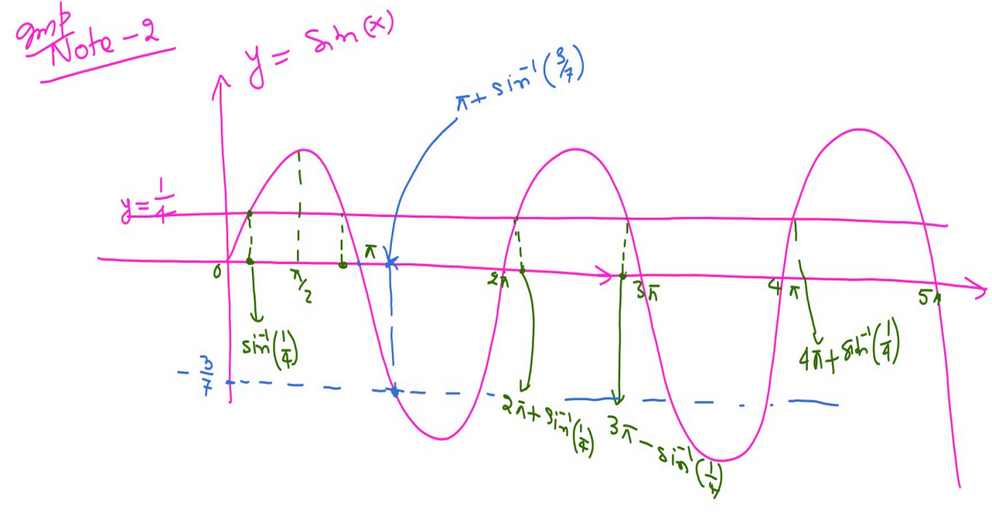 Imp
Note-2
y = sin(x)
π + sin⁻¹(3/7)
y = 1/4
0
π/2
π
2π
3π
4π
5π
sin⁻¹(1/4)
4π + sin⁻¹(1/4)
- 3/7
2π + sin⁻¹(1/4)
3π - sin⁻¹(1/4)